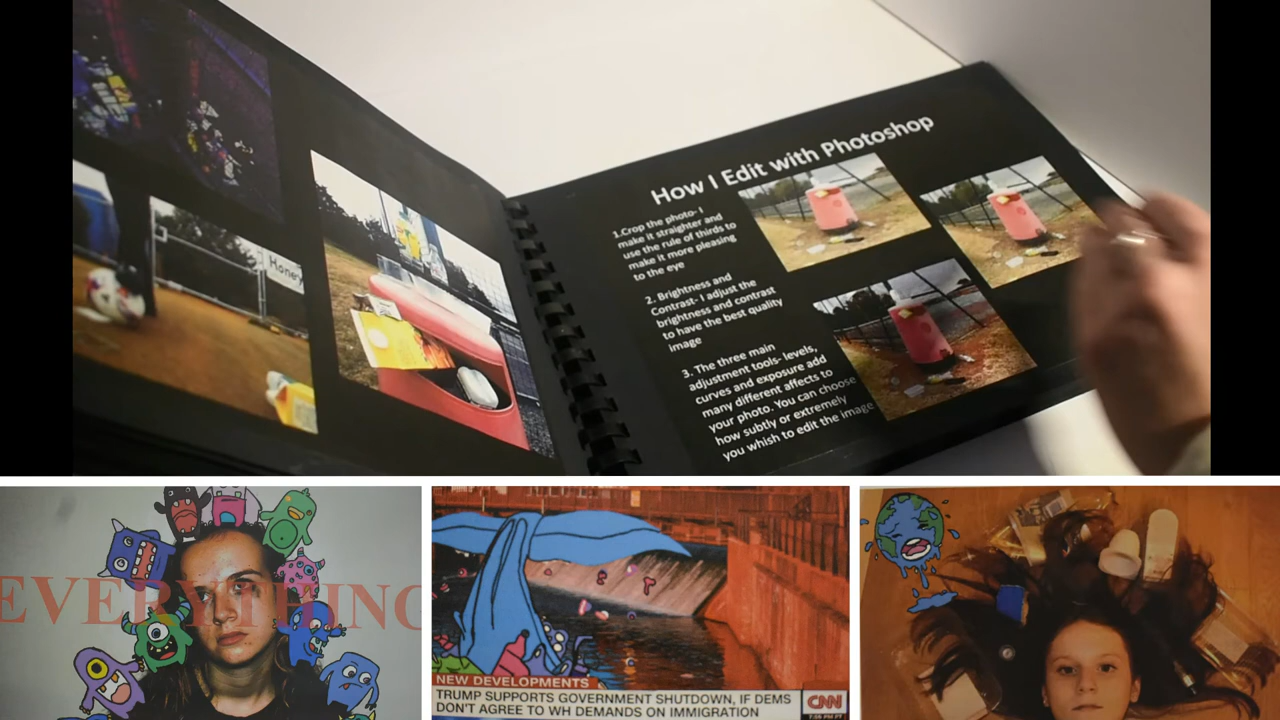 Honey
How I Edit with Photoshop
1.Crop the photo- I
make it straighter and
use the rule of thirds to
make it more pleasing
to the eye
2. Brightness and
Contrast- I adjust the
brightness and contrast
to have the best quality
image
3. The three main
adjustment tools- levels,
curves and exposure add
many different affects to
your photo. You can choose
how subtly or extremely
you whish to edit the image
EVERYTHING
NEW DEVELOPMENTS
TRUMP SUPPORTS GOVERNMENT SHUTDOWN, IF DEMS
DON'T AGREE TO WH DEMANDS ON IMMIGRATION
CNN